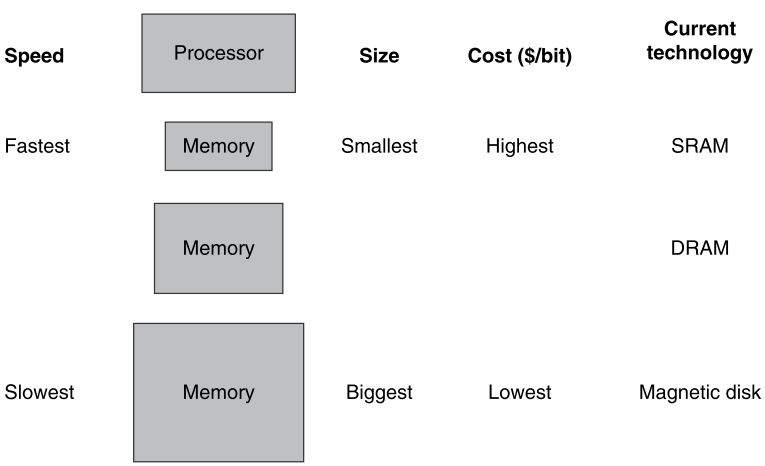 Speed Processor Size Cost ($/bit) Current
technology
Fastest Memory Smallest Highest SRAM
Memory DRAM
Slowest Memory Biggest Lowest Magnetic disk